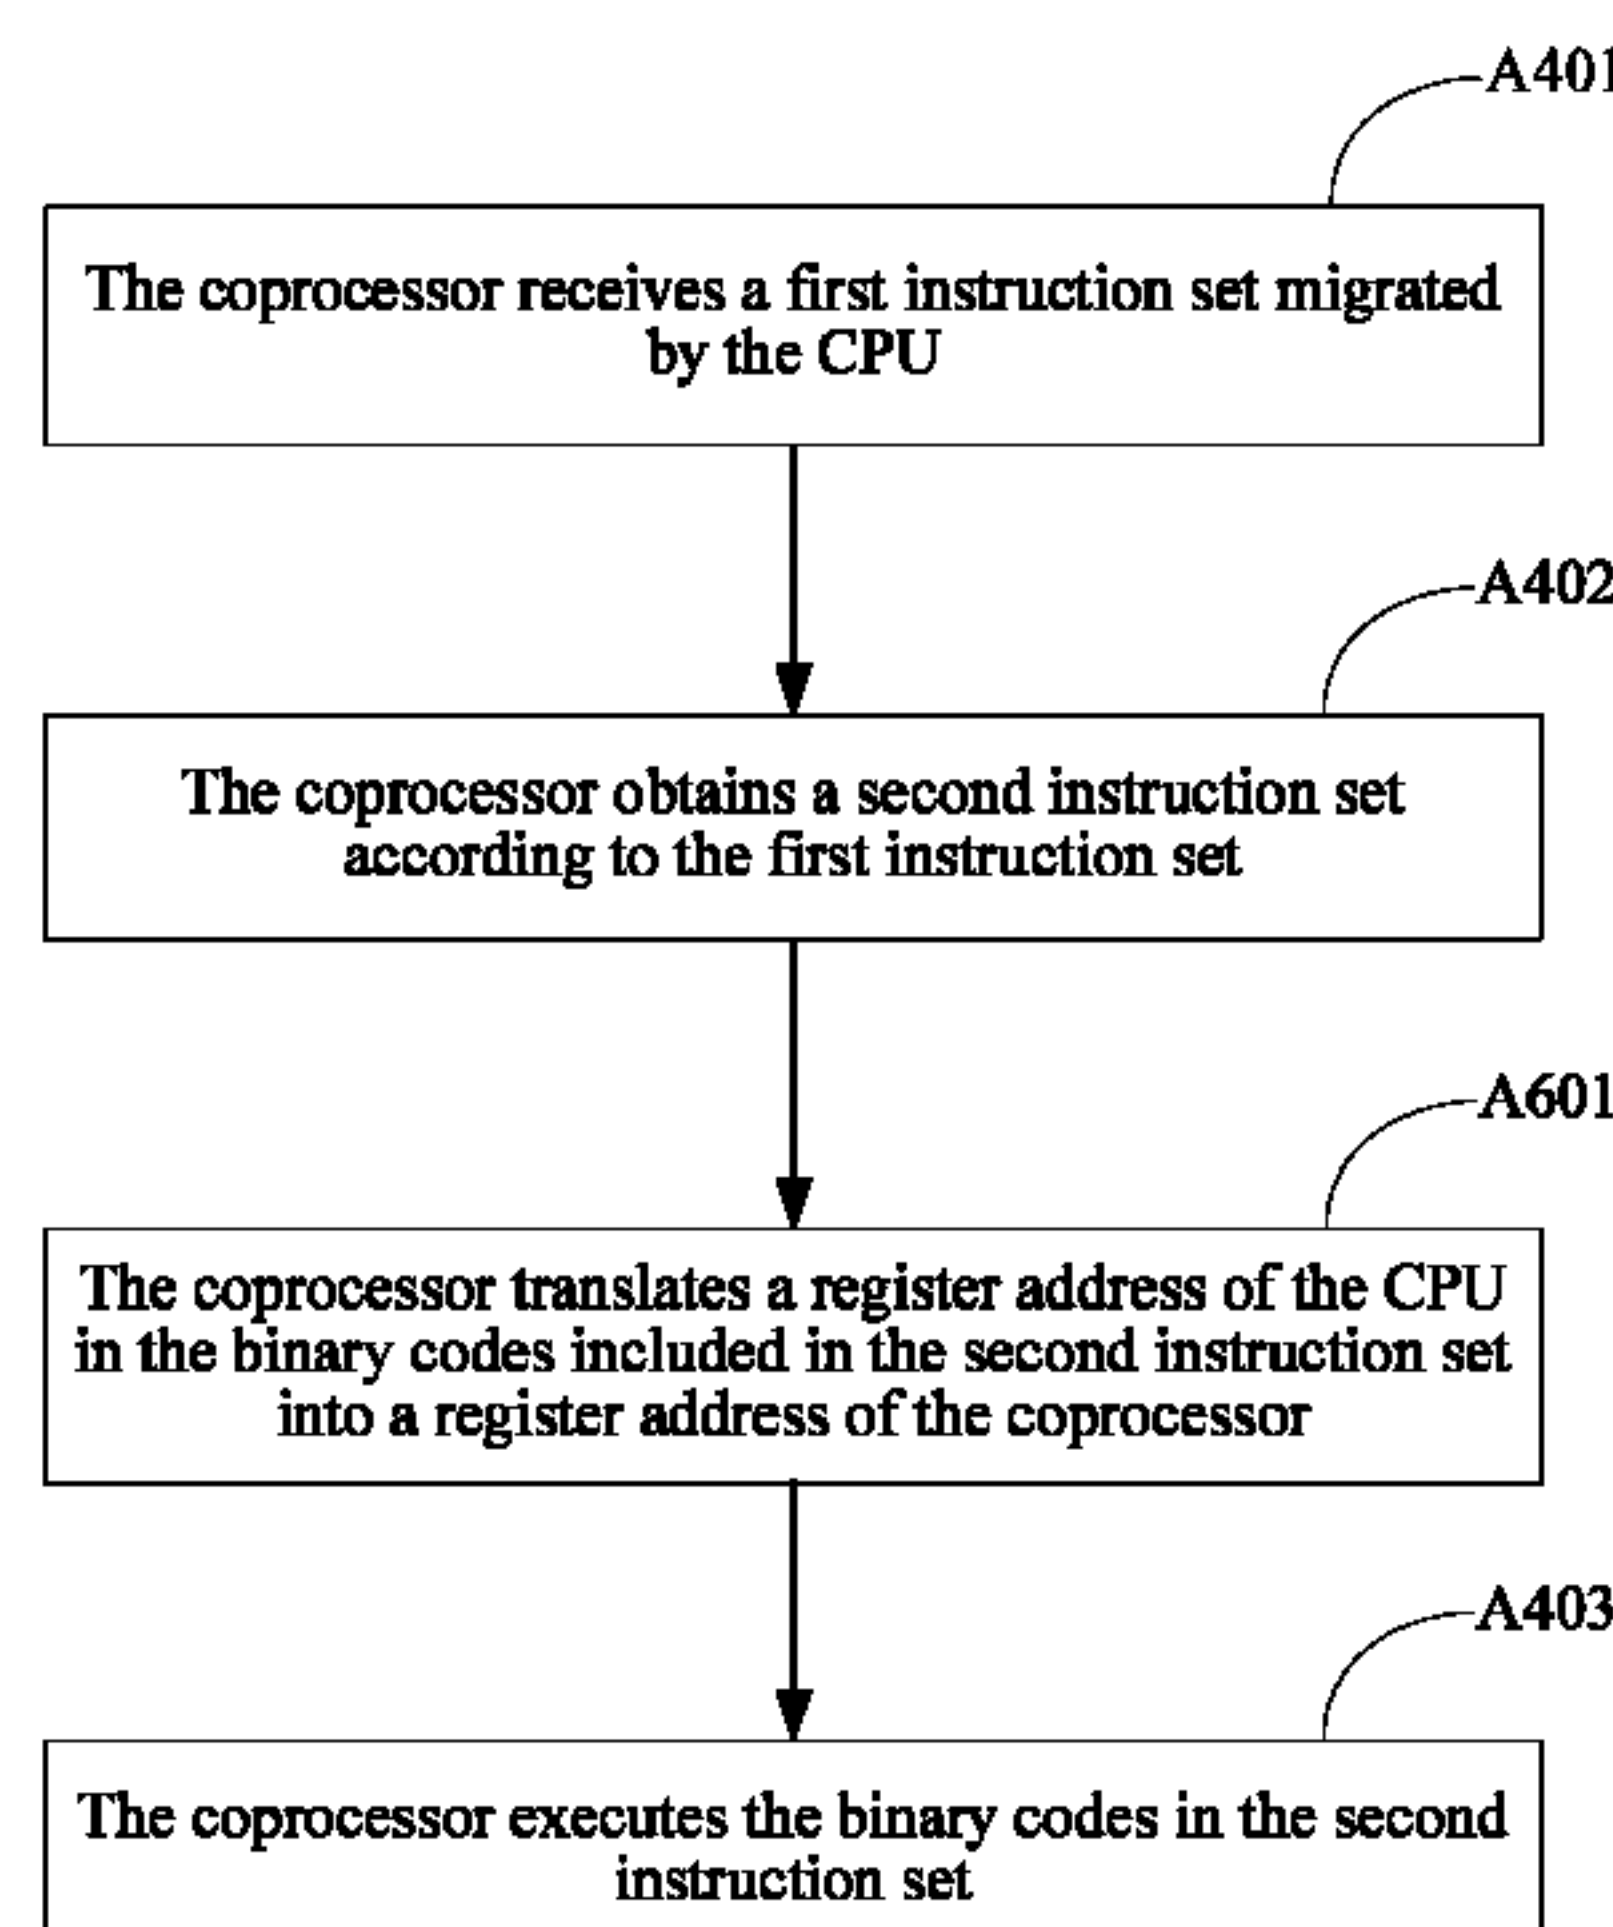 A401
The coprocessor receives a first instruction set migrated
by the CPU
A402
The coprocessor obtains a second instruction set
according to the first instruction set
A601
The coprocessor translates a register address of the CPU
in the binary codes included in the second instruction set
into a register address of the coprocessor
A403
The coprocessor executes the binary codes in the second
instruction set